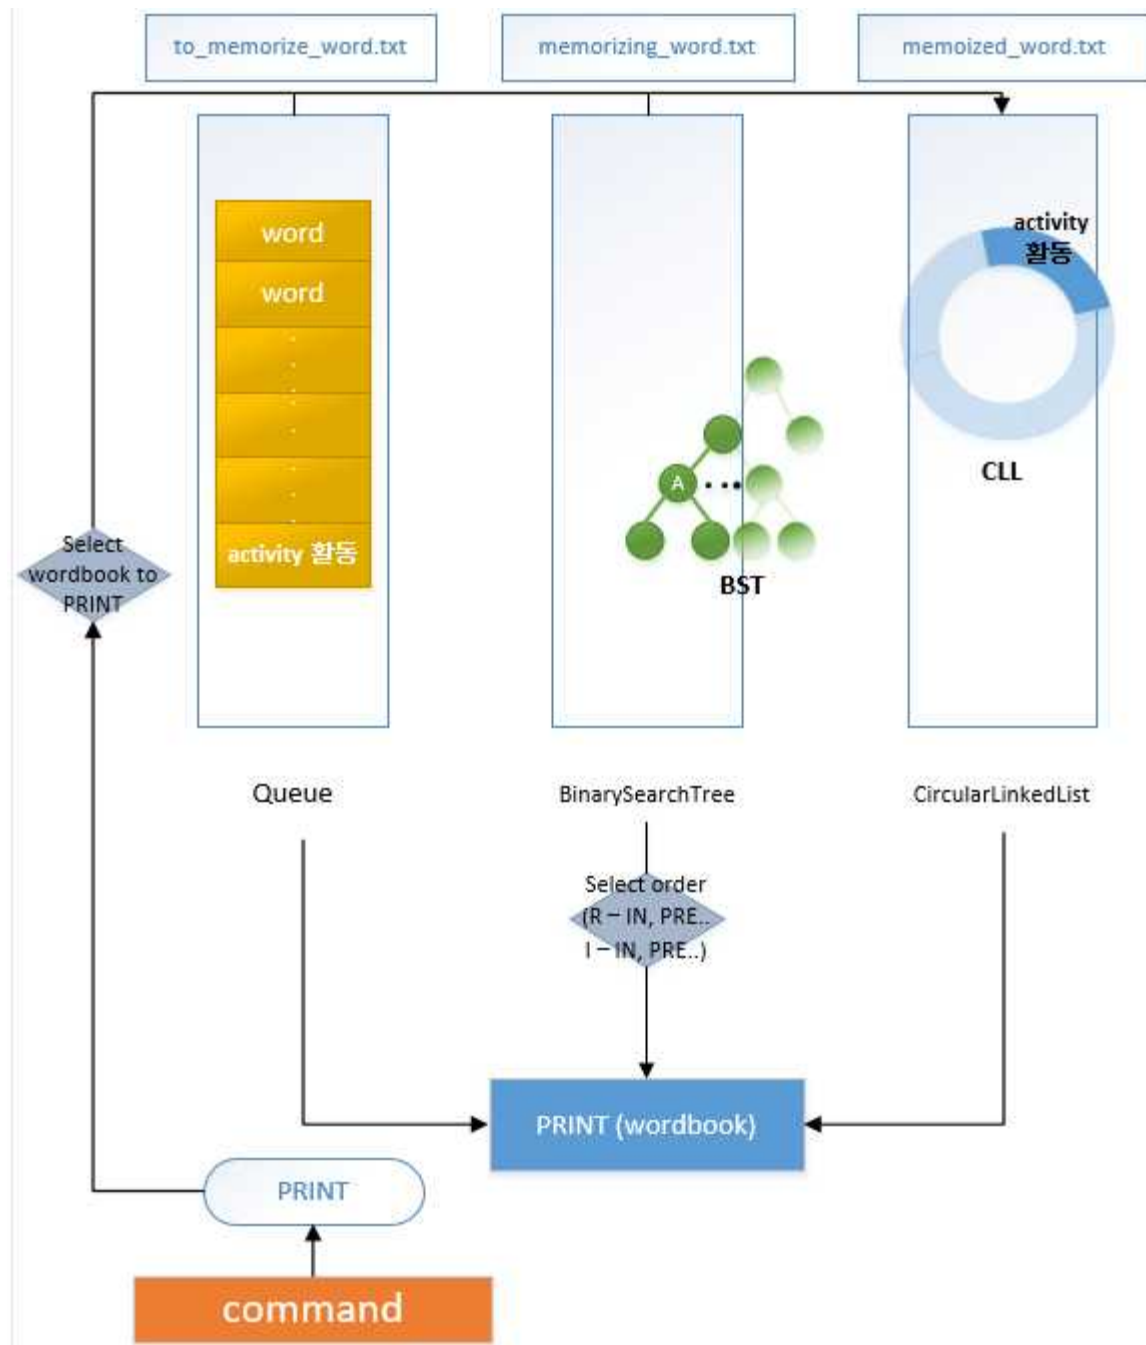 to_memorize_word.txt
memorizing_word.txt
memoized_word.txt
word
word
activity 활동
A
BST
activity
활동
CLL
Select
wordbook to
PRINT
Queue
BinarySearchTree
CircularLinkedList
Select order
(R – IN, PRE..
I – IN, PRE..)
PRINT (wordbook)
PRINT
command